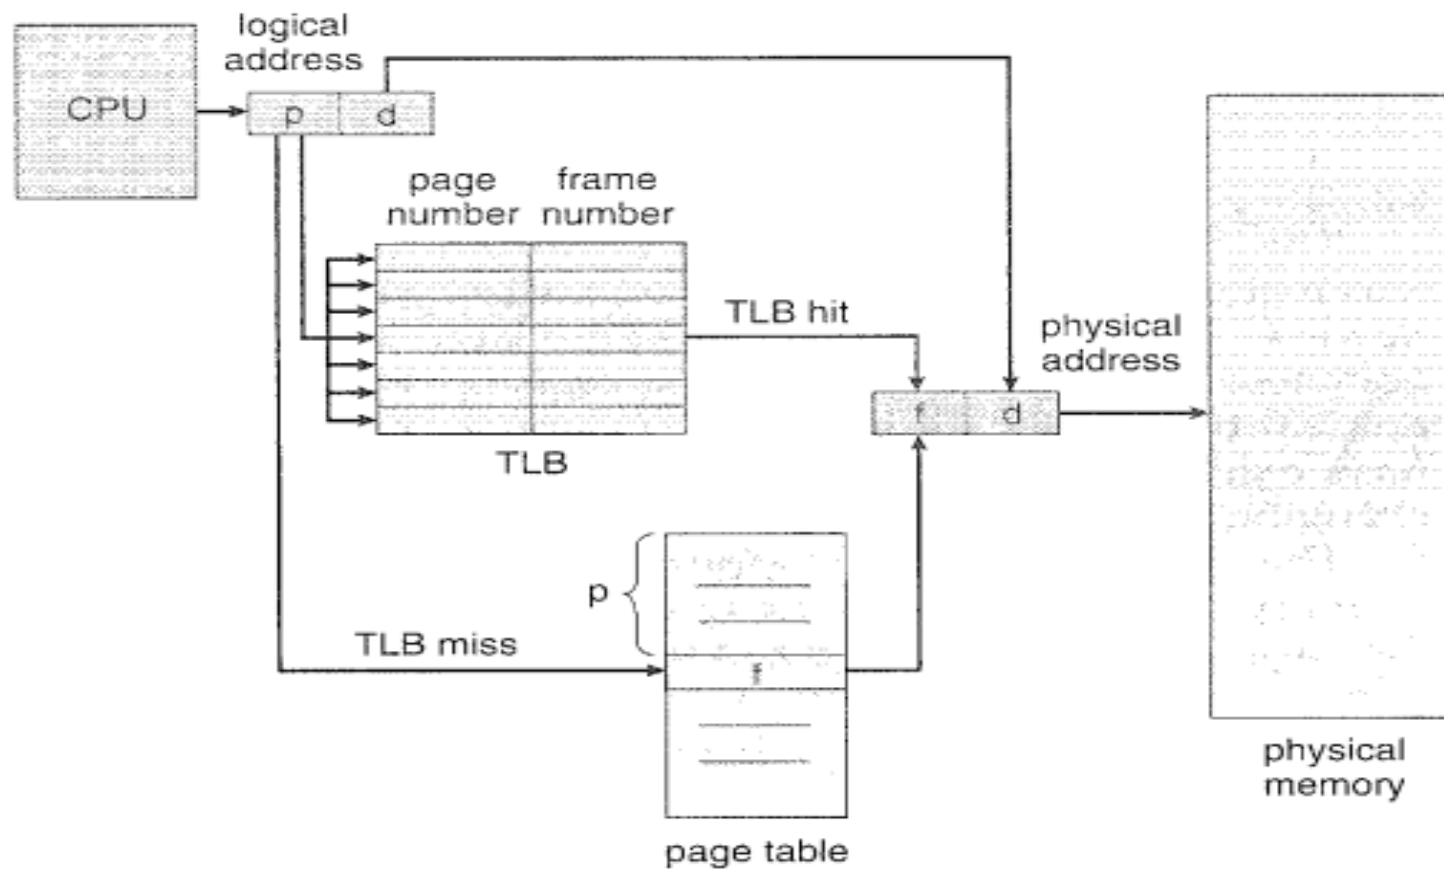 logical
address
CPU
p
d
page
number
frame
number
TLB hit
physical
address
f
d
TLB
p
TLB miss
page table
physical
memory